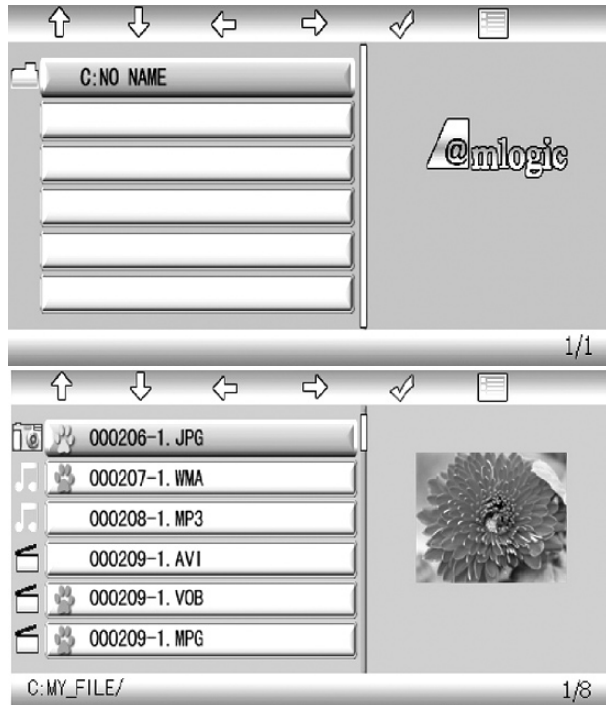 C:NO NAME
@mlogic
1/1
000206-1.JPG
000207-1.WMA
000208-1.MP3
000209-1.AVI
000209-1.VOB
000209-1.MPG
C:MY_FILE/
1/8